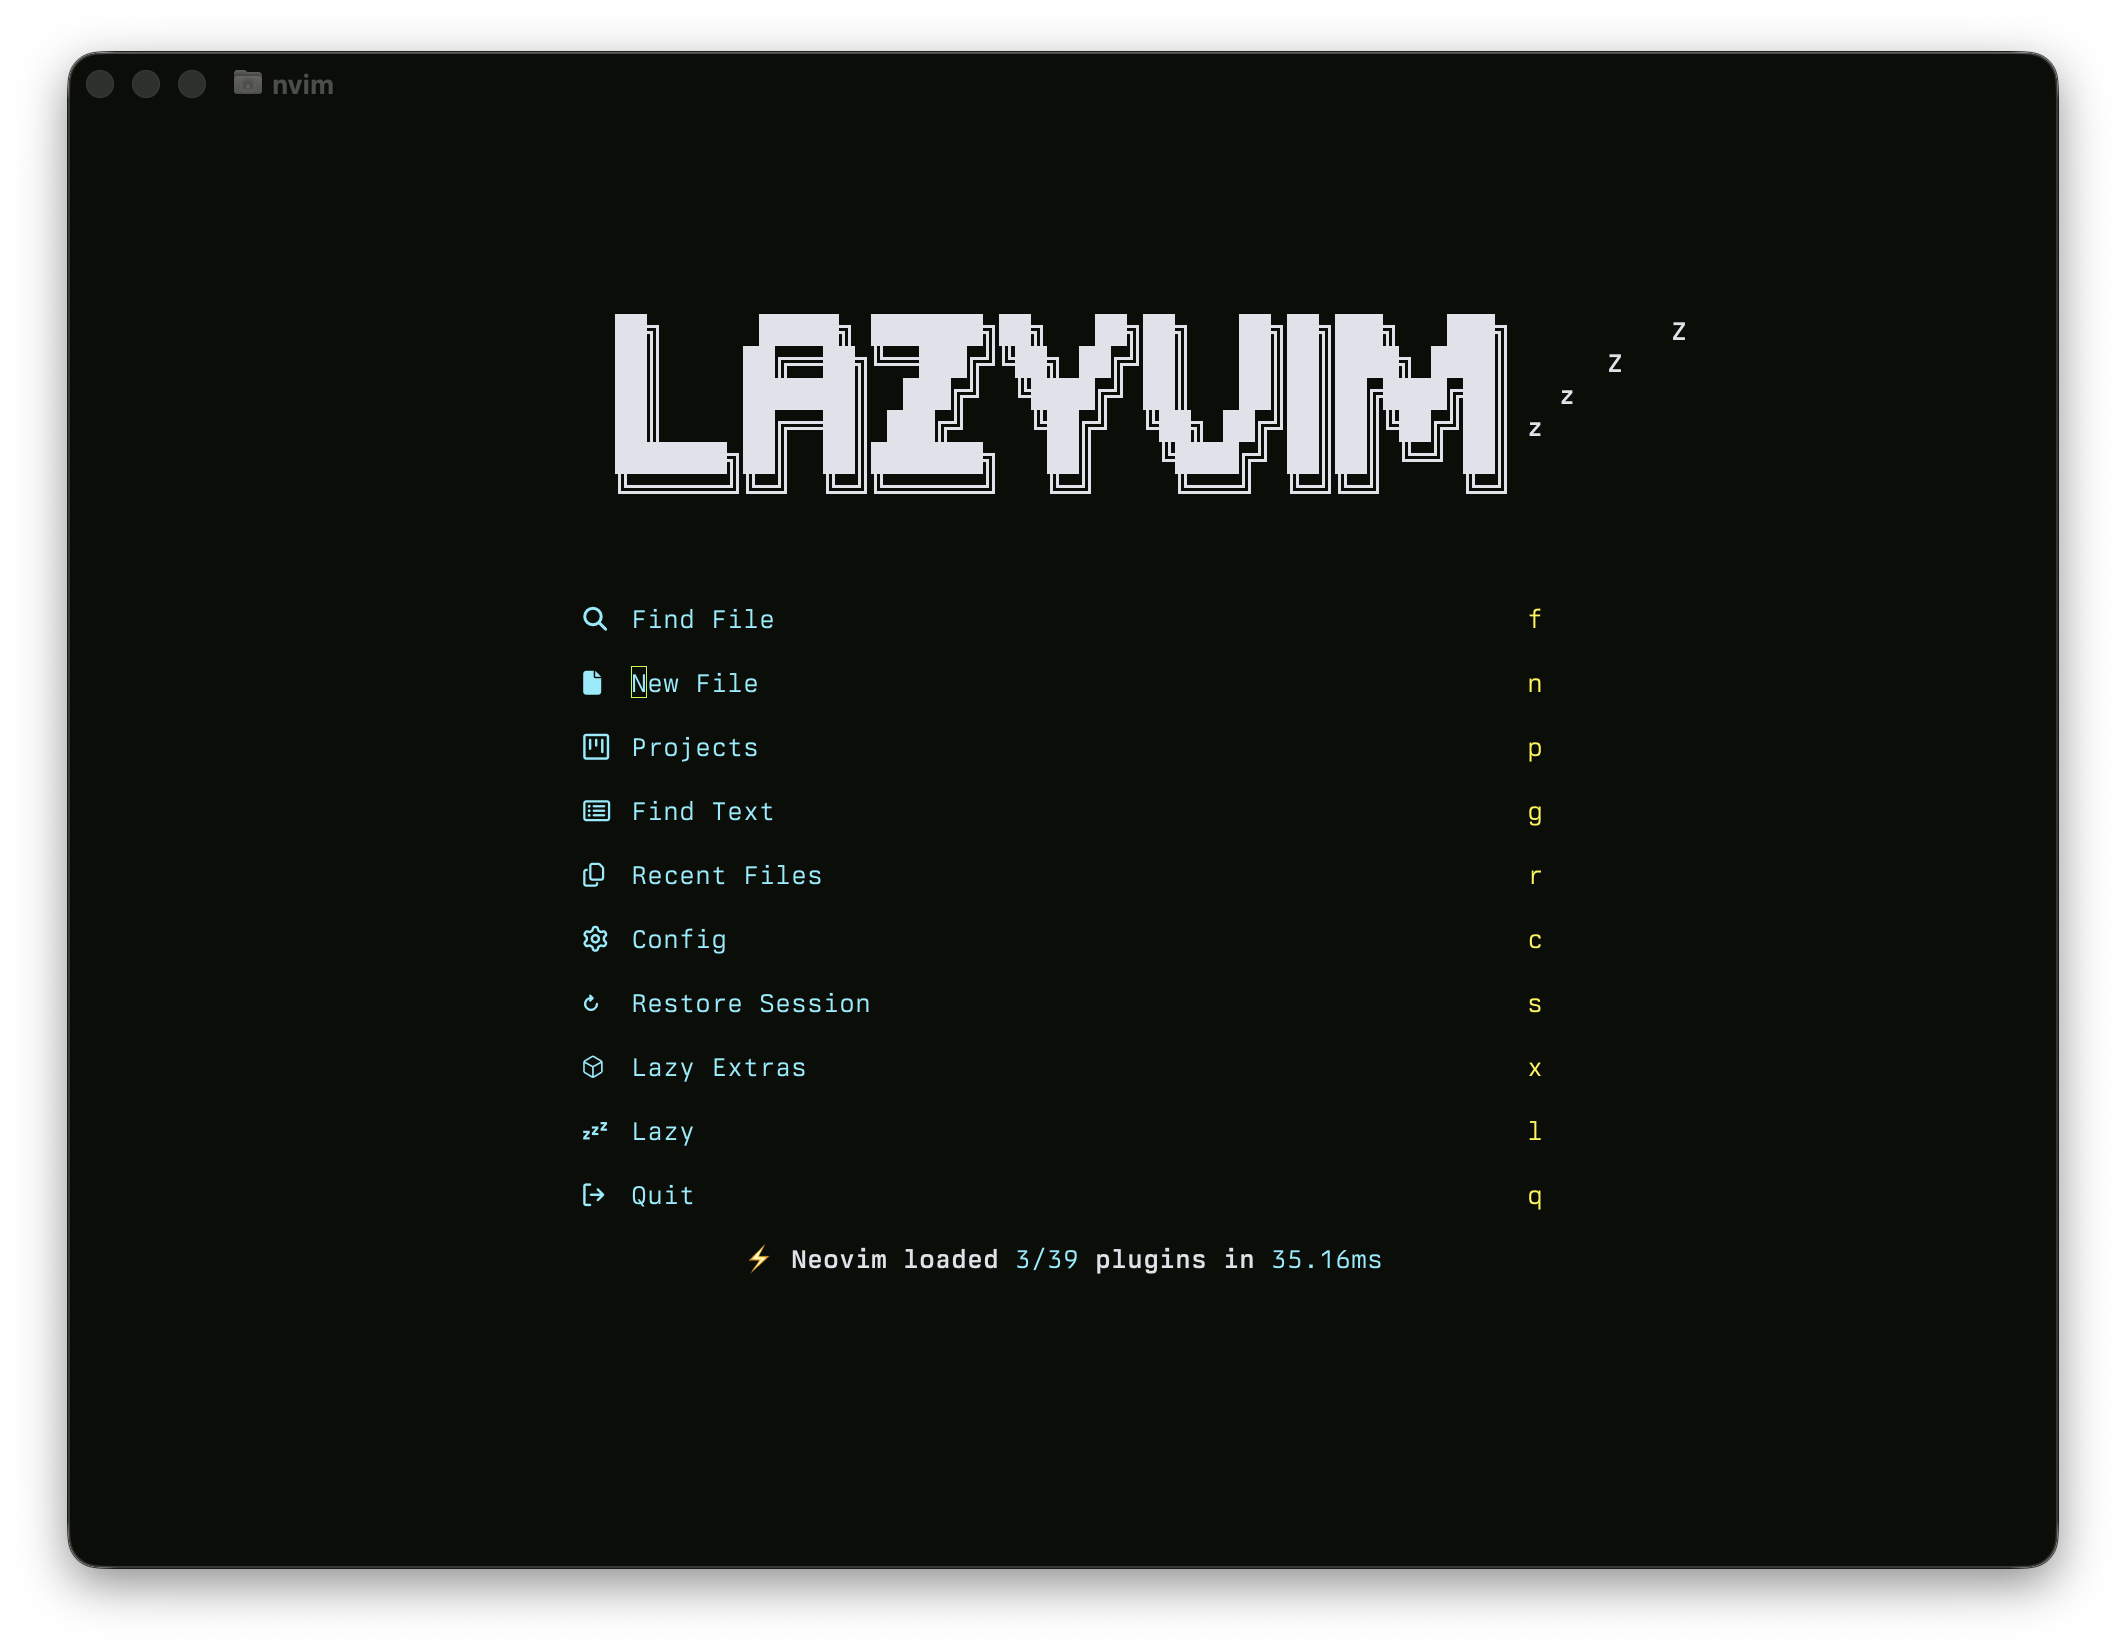 nvim
LAZYVIM
Z
Z
z
z
Find File f
New File n
Projects p
Find Text g
Recent Files r
Config c
Restore Session s
Lazy Extras x
zzz Lazy l
Quit q
⚡ Neovim loaded 3/39 plugins in 35.16ms